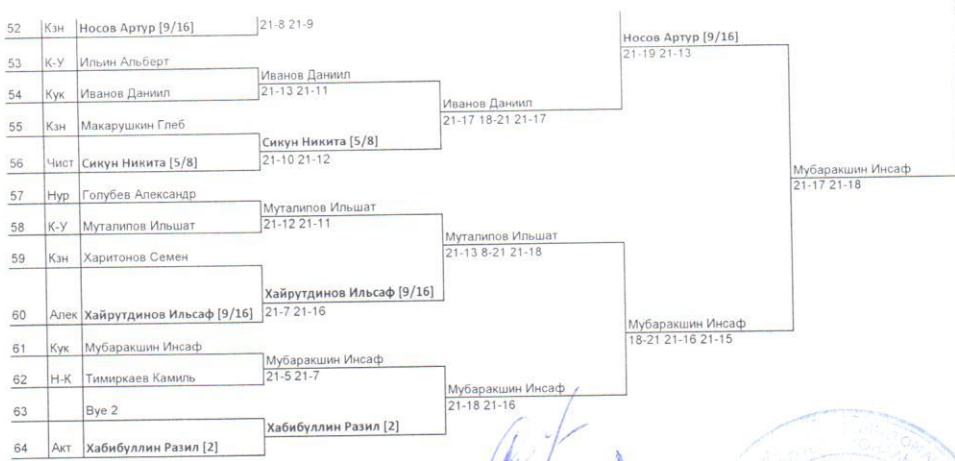 52 Кзн Носов Артур [9/16] 21-8 21-9
Носов Артур [9/16]
21-19 21-13
53 К-У Ильин Альберт
Иванов Даниил
21-13 21-11
54 Кук Иванов Даниил
Иванов Даниил
21-17 18-21 21-17
55 Кзн Макарушкин Глеб
Сикун Никита [5/8]
21-10 21-12
56 Чист Сикун Никита [5/8]
Мубаракшин Инсаф
21-17 21-18
57 Нур Голубев Александр
Муталипов Ильшат
21-12 21-11
58 К-У Муталипов Ильшат
Муталипов Ильшат
21-13 8-21 21-18
59 Кзн Харитонов Семен
Хайрутдинов Ильсаф [9/16]
21-7 21-16
60 Алек Хайрутдинов Ильсаф [9/16]
Мубаракшин Инсаф
18-21 21-16 21-15
61 Кук Мубаракшин Инсаф
Мубаракшин Инсаф
21-5 21-7
62 Н-К Тимиркаев Камиль
Мубаракшин Инсаф
21-18 21-16
63 Bye 2
Хабибуллин Разил [2]
64 Акт Хабибуллин Разил [2]